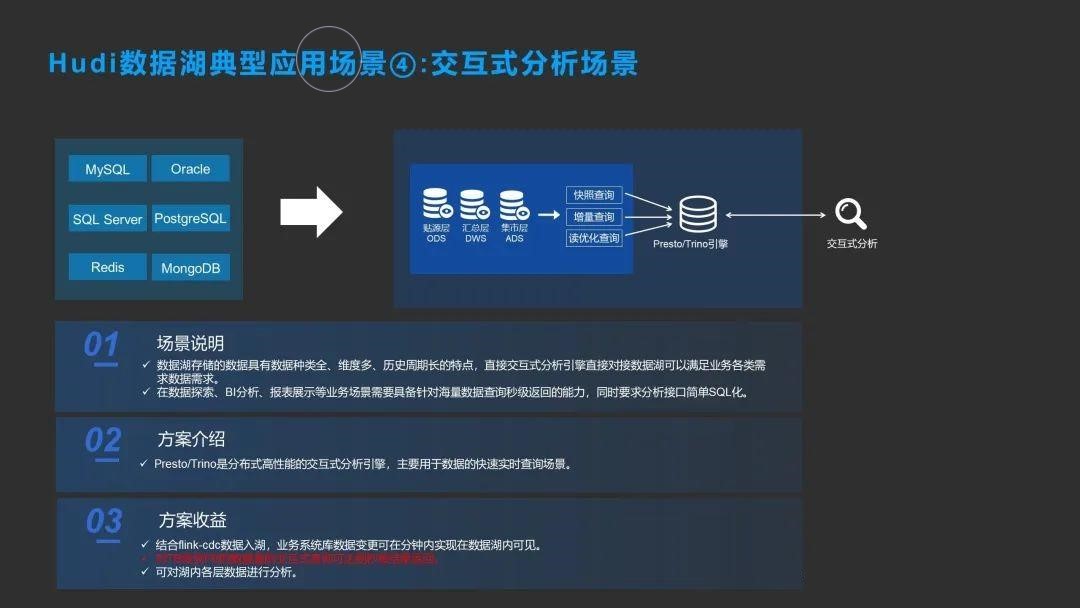 Hudi数据湖典型应用场景④:交互式分析场景
MySQL Oracle
SQL Server PostgreSQL
Redis MongoDB
贴源层 汇总层 集市层
ODS DWS ADS
快照查询
增量查询
读优化查询
Presto/Trino引擎
交互式分析
01 场景说明
✓ 数据湖存储的数据具有数据种类全、维度多、历史周期长的特点，直接交互式分析引擎直接对接数据湖可以满足业务各类需
求数据需求。
✓ 在数据探索、BI分析、报表展示等业务场景需要具备针对海量数据查询秒级返回的能力，同时要求分析接口简单SQL化。
02 方案介绍
✓ Presto/Trino是分布式高性能的交互式分析引擎，主要用于数据的快速实时查询场景。
03 方案收益
✓ 结合flink-cdc数据入湖，业务系统库数据变更可在分钟内实现在数据湖内可见。
✓ 可对湖内各层数据进行分析。